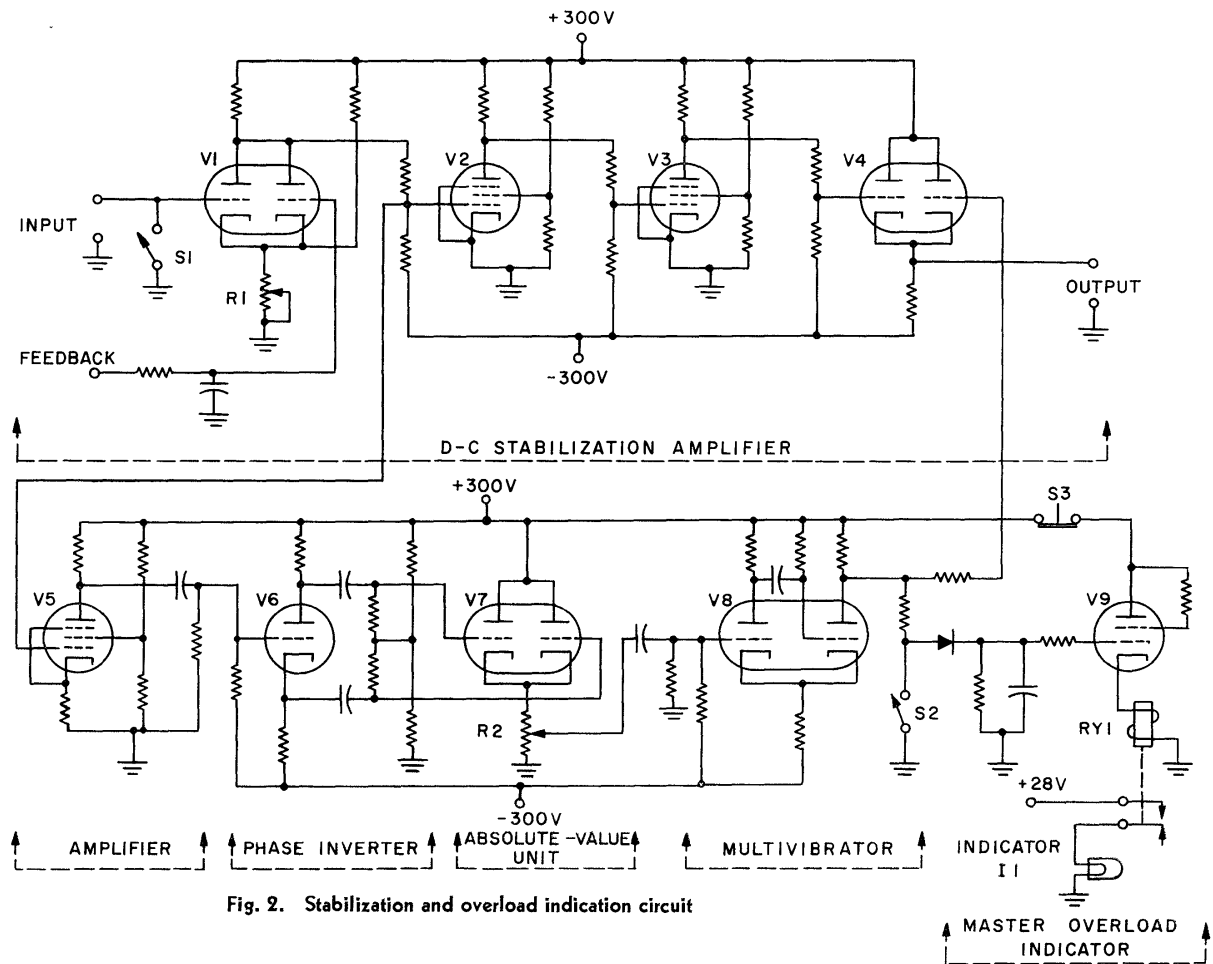 +300V
V1
V2
V3
V4
INPUT
S1
R1
OUTPUT
FEEDBACK
-300V
D-C STABILIZATION AMPLIFIER
+300V
S3
V5
V6
V7
V8
V9
R2
S2
RY1
-300V
+28V
AMPLIFIER
PHASE INVERTER
ABSOLUTE-VALUE
UNIT
MULTIVIBRATOR
INDICATOR
I1
Fig. 2. Stabilization and overload indication circuit
MASTER OVERLOAD
INDICATOR